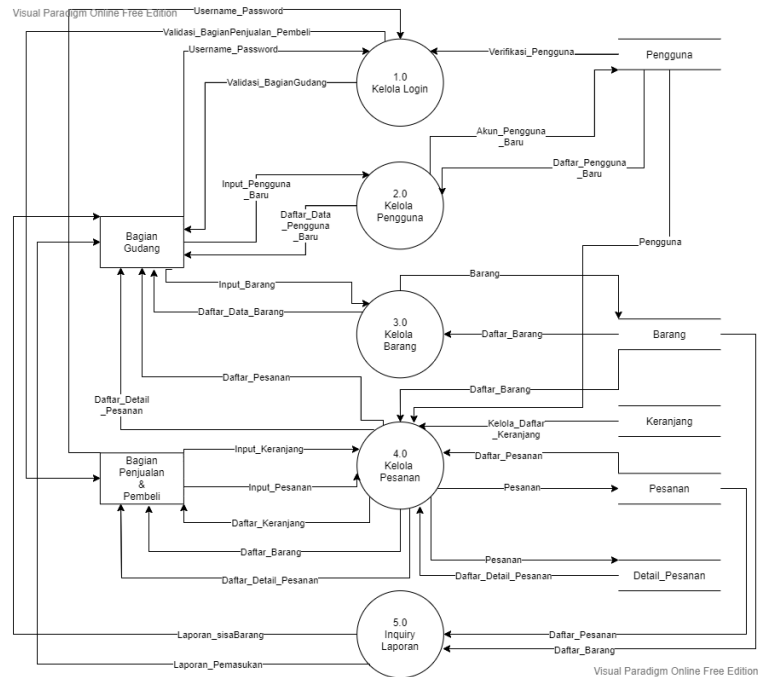 Visual Paradigm Online Free Edition
Username_Password
Validasi_BagianPenjualan_Pembeli
Username_Password
Verifikasi_Pengguna
Pengguna
1.0
Kelola Login
Validasi_BagianGudang
Akun_Pengguna
_Baru
Daftar_Pengguna
_Baru
Input_Pengguna
_Baru
2.0
Kelola
Pengguna
Daftar_Data
_Pengguna
_Baru
Bagian
Gudang
Pengguna
Barang
Input_Barang
Daftar_Data_Barang
3.0
Kelola
Barang
Daftar_Barang
Barang
Daftar_Pesanan
Daftar_Barang
Daftar_Detail
_Pesanan
Kelola_Daftar
_Keranjang
Keranjang
Input_Keranjang
4.0
Kelola
Pesanan
Daftar_Pesanan
Bagian
Penjualan
&
Pembeli
Input_Pesanan
Pesanan
Pesanan
Daftar_Keranjang
Daftar_Barang
Pesanan
Daftar_Detail_Pesanan
Daftar_Detail_Pesanan
Detail_Pesanan
5.0
Inquiry
Laporan
Laporan_sisaBarang
Daftar_Pesanan
Daftar_Barang
Laporan_Pemasukan
Visual Paradigm Online Free Edition